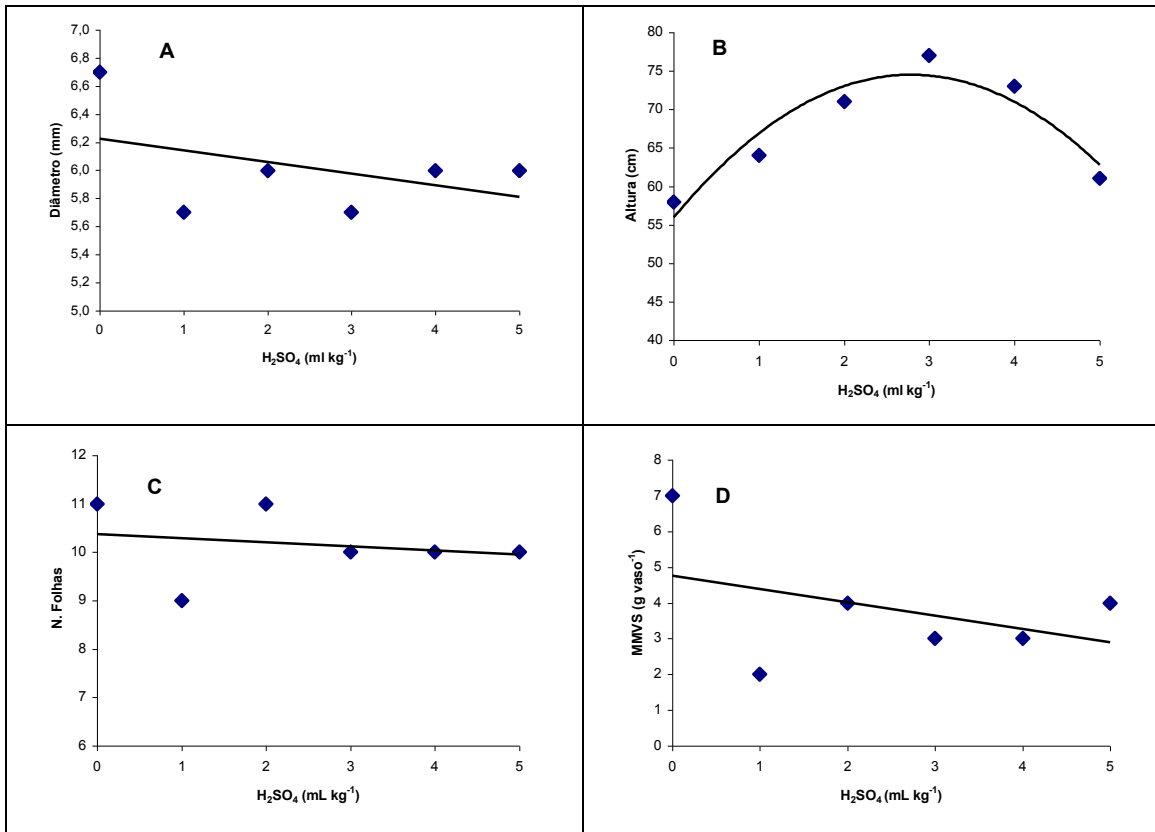 A
Diâmetro (mm)
6,8
6,6
6,4
6,2
6,0
5,8
5,6
5,4
5,2
5,0
0 1 2 3 4 5
H₂SO₄ (ml kg⁻¹)
B
Altura (cm)
80
75
70
65
60
55
50
45
40
0 1 2 3 4 5
H₂SO₄ (ml kg⁻¹)
C
N. Folhas
12
11
10
9
8
7
6
0 1 2 3 4 5
H₂SO₄ (mL kg⁻¹)
D
MMVS (g vaso⁻¹)
8
7
6
5
4
3
2
1
0
0 1 2 3 4 5
H₂SO₄ (mL kg⁻¹)